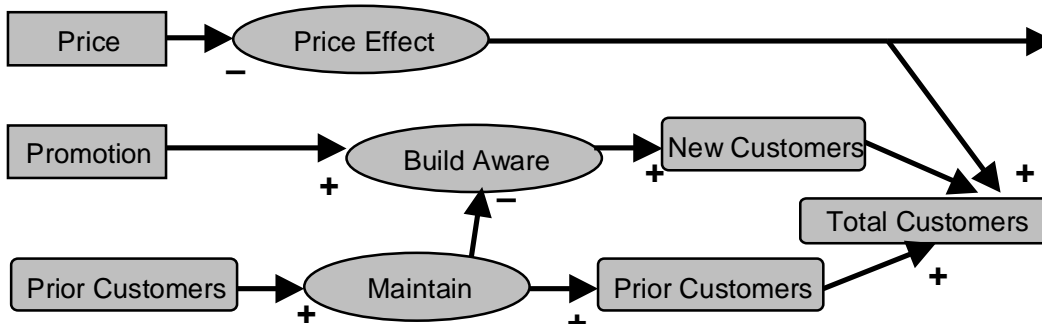 Price
Price Effect
−
Promotion
Build Aware
New Customers
+
+
+
−
Total Customers
Prior Customers
Maintain
Prior Customers
+
+
+